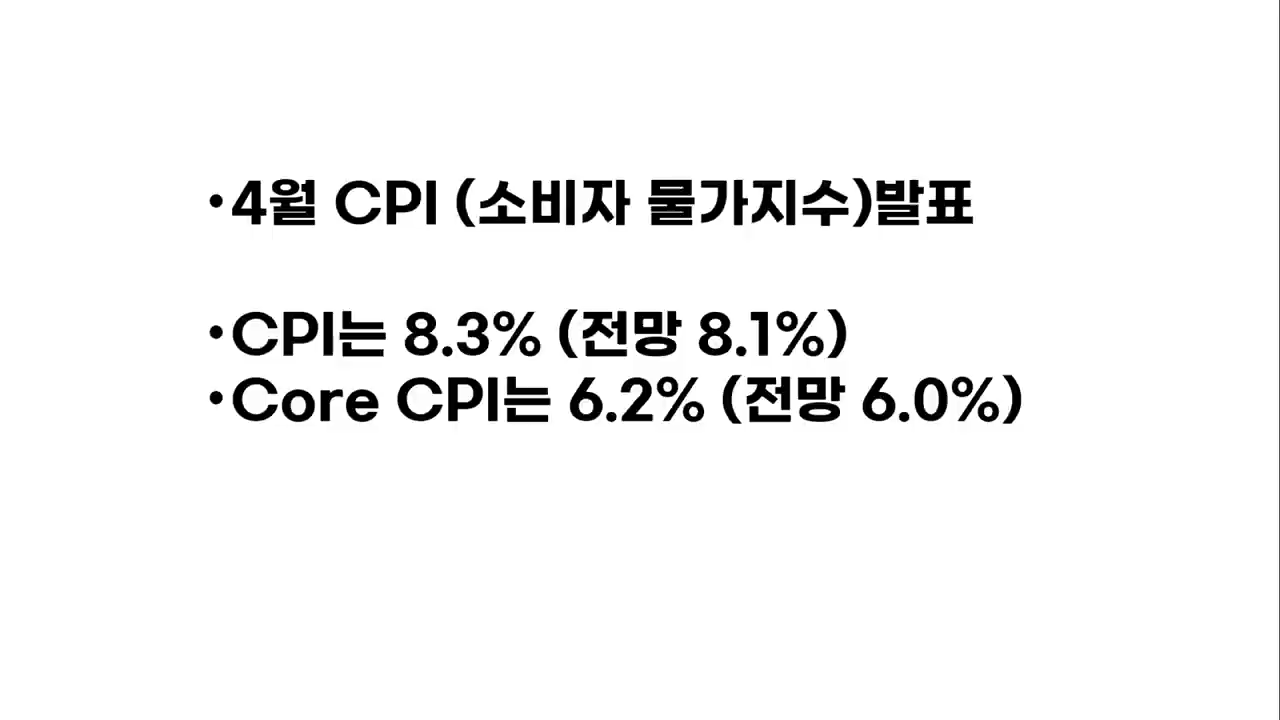 •4월 CPI (소비자 물가지수)발표
•CPI는 8.3% (전망 8.1%)
•Core CPI는 6.2% (전망 6.0%)